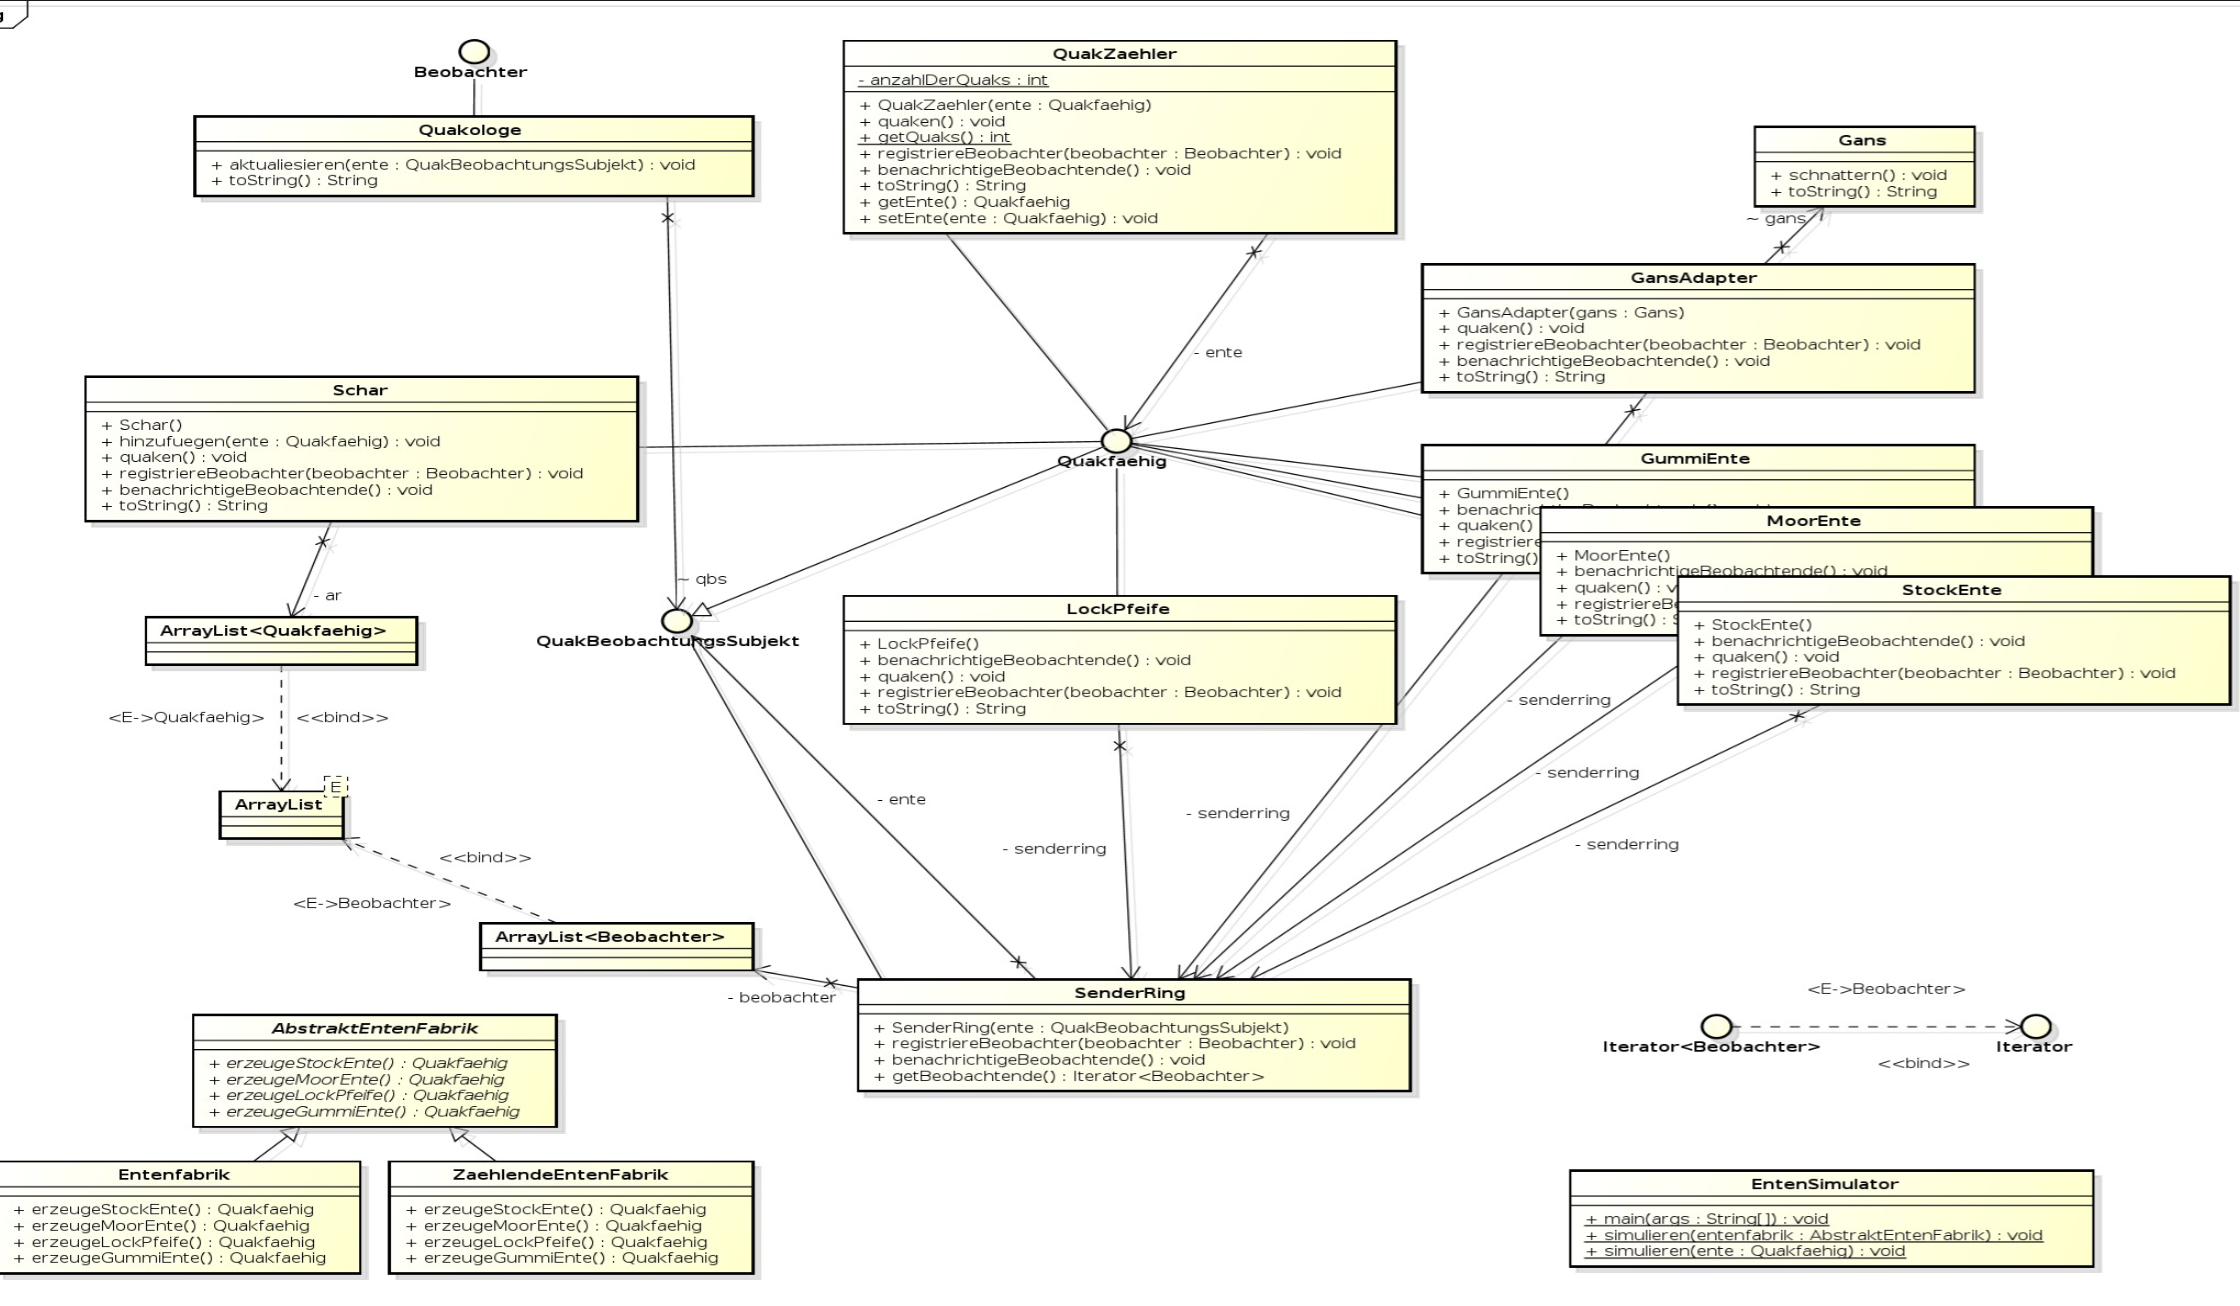 g
Beobachter
Quakologe
+ aktualiesieren(ente : QuakBeobachtungsSubjekt) : void
+ toString() : String
QuakZaehler
- anzahlDerQuaks : int
+ QuakZaehler(ente : Quakfaehig)
+ quaken() : void
+ getQuaks() : int
+ registriereBeobachter(beobachter : Beobachter) : void
+ benachrichtigeBeobachtende() : void
+ toString() : String
+ getEnte() : Quakfaehig
+ setEnte(ente : Quakfaehig) : void
Gans
+ schnattern() : void
+ toString() : String
~ gans
GansAdapter
+ GansAdapter(gans : Gans)
+ quaken() : void
+ registriereBeobachter(beobachter : Beobachter) : void
+ benachrichtigeBeobachtende() : void
+ toString() : String
- ente
Schar
+ Schar()
+ hinzufuegen(ente : Quakfaehig) : void
+ quaken() : void
+ registriereBeobachter(beobachter : Beobachter) : void
+ benachrichtigeBeobachtende() : void
+ toString() : String
Quakfaehig
GummiEnte
+ GummiEnte()
+ quaken()
+ registriere
+ toString()
MoorEnte
+ MoorEnte()
+ benachrichtigeBeobachtende() : void
+ quaken() : v
+ registriereBe
+ toString() : S
StockEnte
+ StockEnte()
+ benachrichtigeBeobachtende() : void
+ quaken() : void
+ registriereBeobachter(beobachter : Beobachter) : void
+ toString() : String
~ qbs
- ar
QuakBeobachtungsSubjekt
ArrayList<Quakfaehig>
LockPfeife
+ LockPfeife()
+ benachrichtigeBeobachtende() : void
+ quaken() : void
+ registriereBeobachter(beobachter : Beobachter) : void
+ toString() : String
<E->Quakfaehig>
<<bind>>
E
ArrayList
- senderring
- senderring
- ente
- senderring
- senderring
- senderring
<<bind>>
<E->Beobachter>
ArrayList<Beobachter>
- beobachter
SenderRing
+ SenderRing(ente : QuakBeobachtungsSubjekt)
+ registriereBeobachter(beobachter : Beobachter) : void
+ benachrichtigeBeobachtende() : void
+ getBeobachtende() : Iterator<Beobachter>
<E->Beobachter>
Iterator<Beobachter>
Iterator
<<bind>>
AbstraktEntenFabrik
+ erzeugeStockEnte() : Quakfaehig
+ erzeugeMoorEnte() : Quakfaehig
+ erzeugeLockPfeife() : Quakfaehig
+ erzeugeGummiEnte() : Quakfaehig
Entenfabrik
+ erzeugeStockEnte() : Quakfaehig
+ erzeugeMoorEnte() : Quakfaehig
+ erzeugeLockPfeife() : Quakfaehig
+ erzeugeGummiEnte() : Quakfaehig
ZaehlendeEntenFabrik
+ erzeugeStockEnte() : Quakfaehig
+ erzeugeMoorEnte() : Quakfaehig
+ erzeugeLockPfeife() : Quakfaehig
+ erzeugeGummiEnte() : Quakfaehig
EntenSimulator
+ main(args : String[]) : void
+ simulieren(entenfabrik : AbstraktEntenFabrik) : void
+ simulieren(ente : Quakfaehig) : void